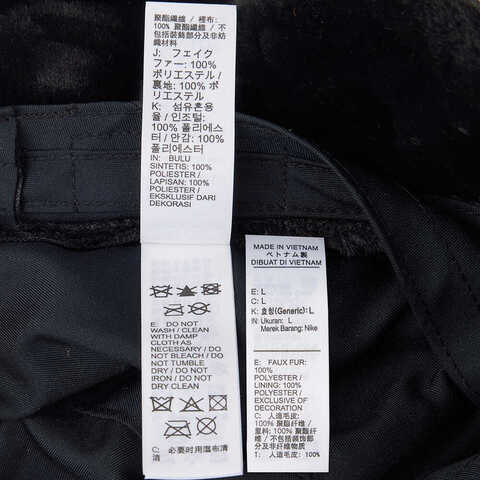 聚酯纖維 / 裡布:
100% 聚酯纖維 / 不
包括裝飾部分及非紡
織材料
J: フェイク
ファー: 100%
ポリエステル /
裏地: 100% ポ
リエステル
K: 섬유혼용
율 / 인조털:
100% 폴리에스
터 / 안감: 100%
폴리에스터
IN: BULU
SINTETIS: 100%
POLIESTER /
LAPISAN: 100%
POLIESTER /
EKSKLUSIF DARI
DEKORASI
E: DO NOT
WASH / CLEAN
WITH DAMP
CLOTH AS
NECESSARY / DO
NOT BLEACH / DO
NOT TUMBLE
DRY / DO NOT
IRON / DO NOT
DRY CLEAN
C: 必要时用湿布清
MADE IN VIETNAM
ベトナム製
DIBUAT DI VIETNAM
E: L
C: L
K: 호칭(Generic): L
IN: Ukuran: L
Merek Barang: Nike
E: FAUX FUR:
100%
POLYESTER /
LINING: 100%
POLYESTER /
EXCLUSIVE OF
DECORATION
C: 人造毛皮:
100% 聚酯纤维 /
里料: 100% 聚酯纤
维 / 不包括装饰部
分及非纺织材料
T: 人造毛皮: 100%